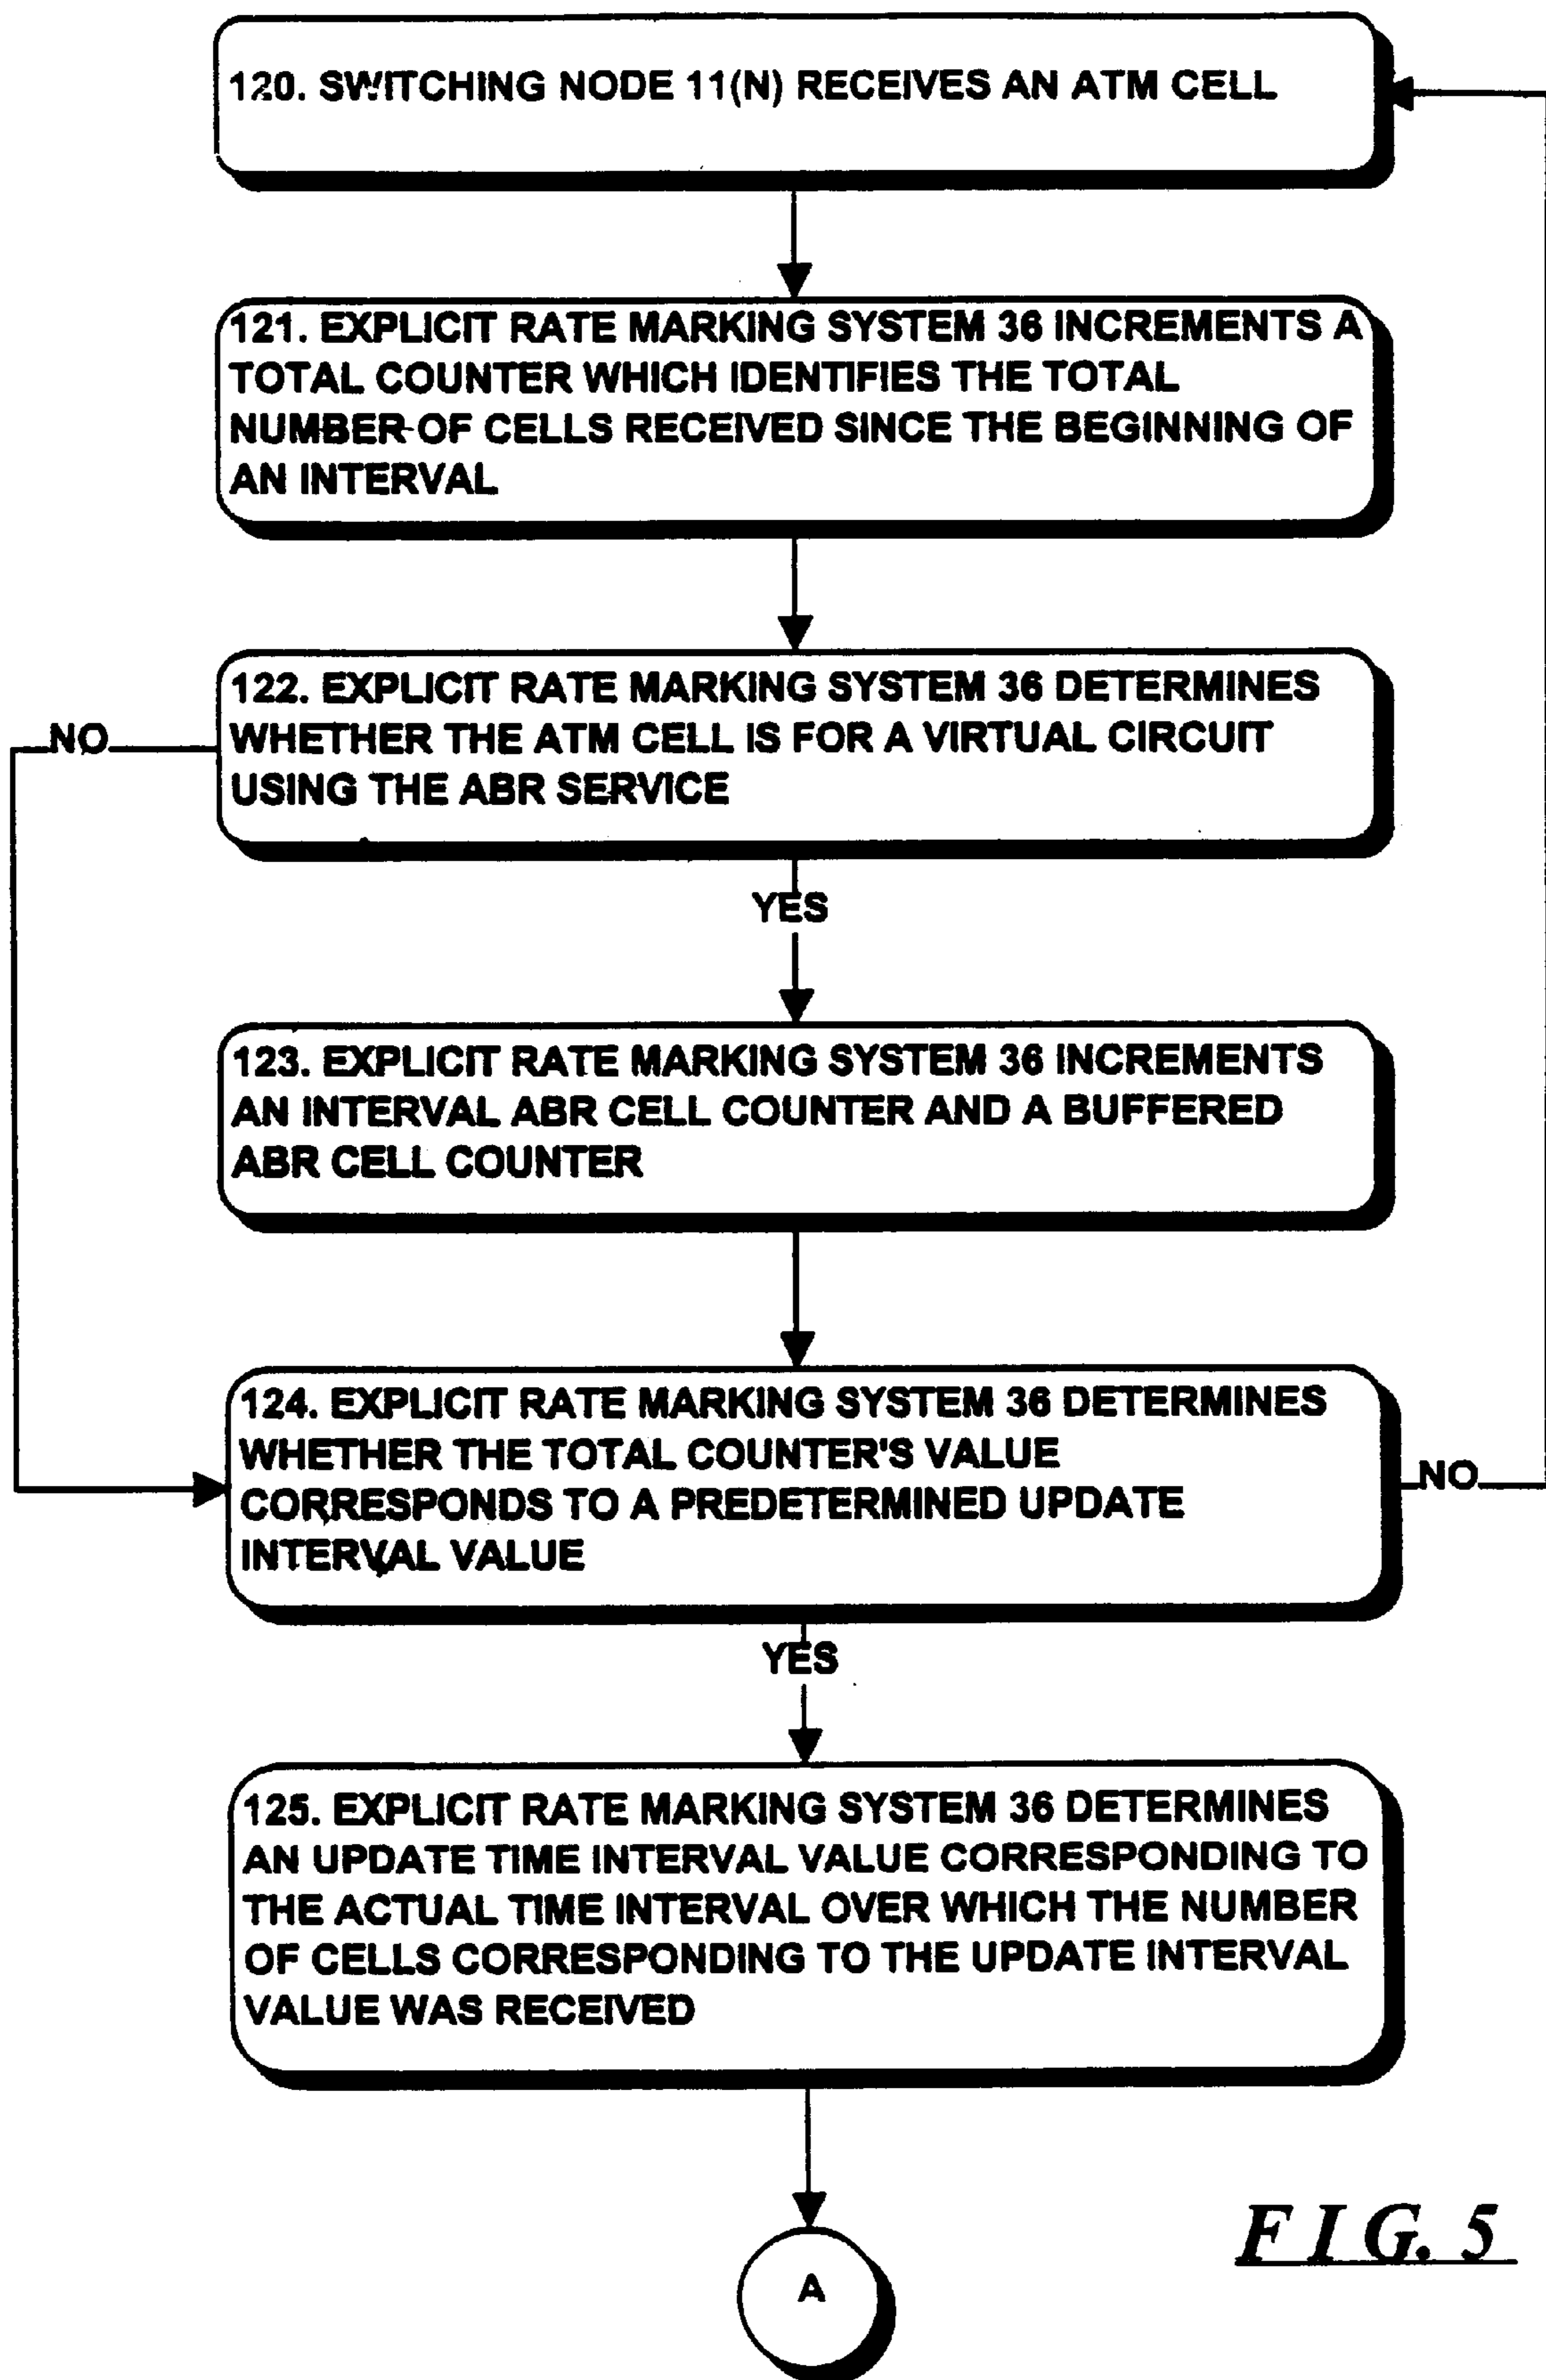 120. SWITCHING NODE 11(N) RECEIVES AN ATM CELL
121. EXPLICIT RATE MARKING SYSTEM 36 INCREMENTS A
TOTAL COUNTER WHICH IDENTIFIES THE TOTAL
NUMBER OF CELLS RECEIVED SINCE THE BEGINNING OF
AN INTERVAL
122. EXPLICIT RATE MARKING SYSTEM 36 DETERMINES
WHETHER THE ATM CELL IS FOR A VIRTUAL CIRCUIT
USING THE ABR SERVICE
NO
YES
123. EXPLICIT RATE MARKING SYSTEM 36 INCREMENTS
AN INTERVAL ABR CELL COUNTER AND A BUFFERED
ABR CELL COUNTER
124. EXPLICIT RATE MARKING SYSTEM 36 DETERMINES
WHETHER THE TOTAL COUNTER'S VALUE
CORRESPONDS TO A PREDETERMINED UPDATE
INTERVAL VALUE
NO
YES
125. EXPLICIT RATE MARKING SYSTEM 36 DETERMINES
AN UPDATE TIME INTERVAL VALUE CORRESPONDING TO
THE ACTUAL TIME INTERVAL OVER WHICH THE NUMBER
OF CELLS CORRESPONDING TO THE UPDATE INTERVAL
VALUE WAS RECEIVED
A
FIG. 5